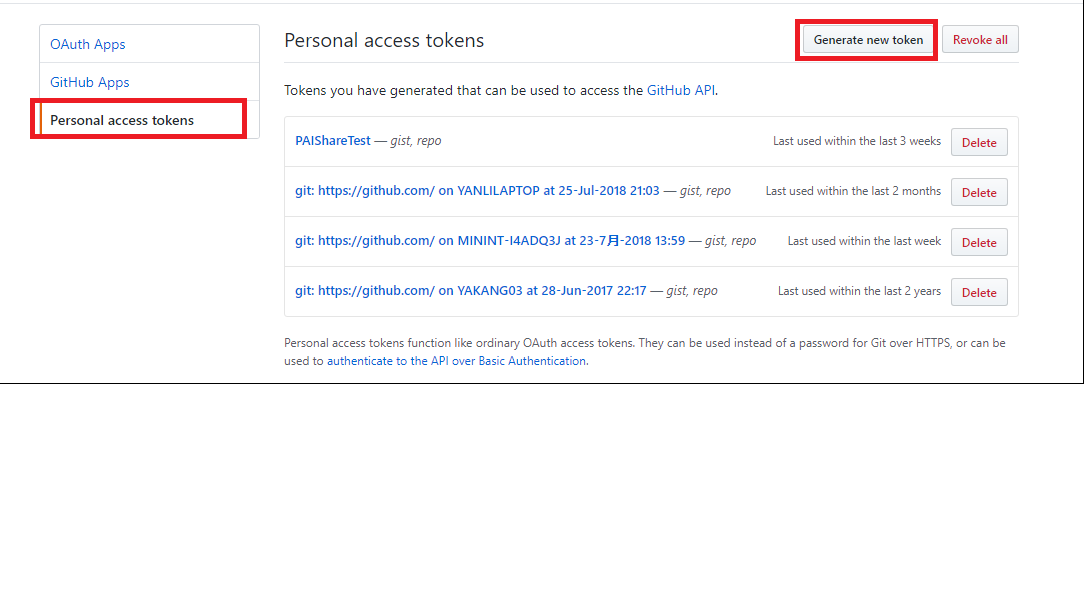 OAuth Apps
GitHub Apps
Personal access tokens
Personal access tokens
Generate new token
Revoke all
Tokens you have generated that can be used to access the GitHub API.
PAIShareTest — gist, repo Last used within the last 3 weeks Delete
git: https://github.com/ on YANLILAPTOP at 25-Jul-2018 21:03 — gist, repo Last used within the last 2 months Delete
git: https://github.com/ on MININT-I4ADQ3J at 23-7月-2018 13:59 — gist, repo Last used within the last week Delete
git: https://github.com/ on YAKANG03 at 28-Jun-2017 22:17 — gist, repo Last used within the last 2 years Delete
Personal access tokens function like ordinary OAuth access tokens. They can be used instead of a password for Git over HTTPS, or can be
used to authenticate to the API over Basic Authentication.